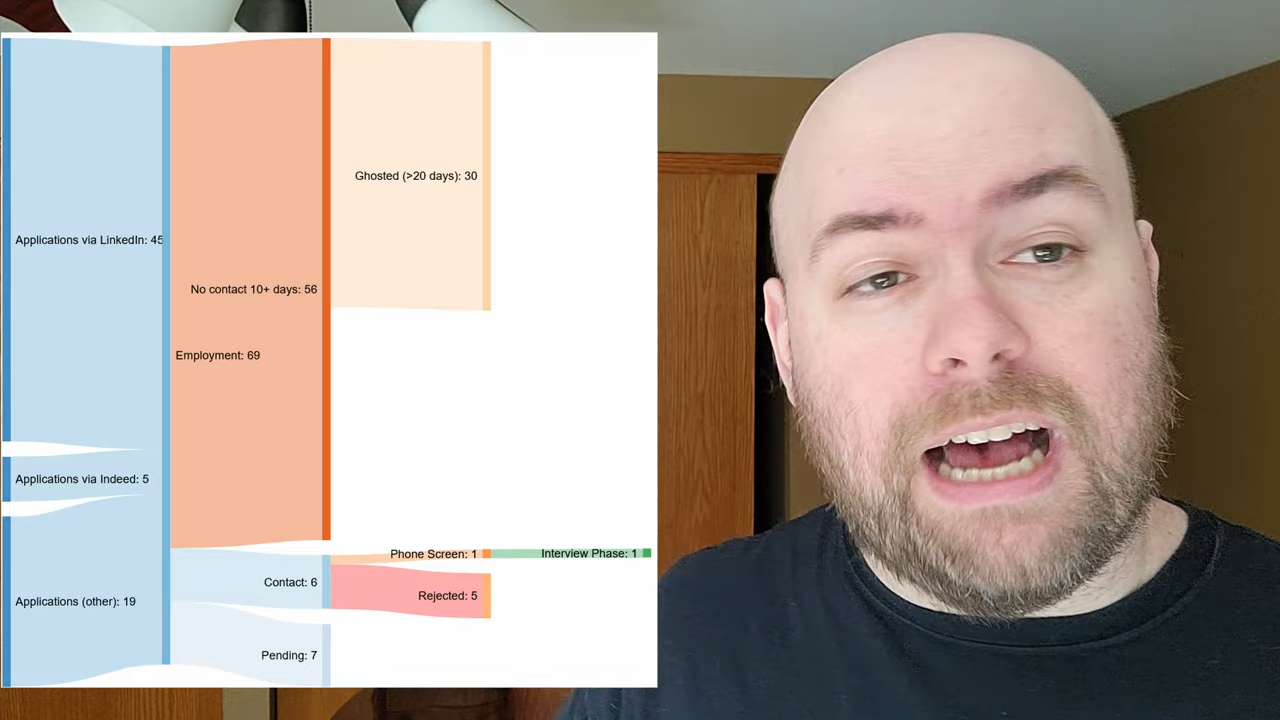 Ghosted (>20 days): 30
Applications via LinkedIn: 45
No contact 10+ days: 56
Employment: 69
Applications via Indeed: 5
Phone Screen: 1
Interview Phase: 1
Contact: 6
Rejected: 5
Applications (other): 19
Pending: 7